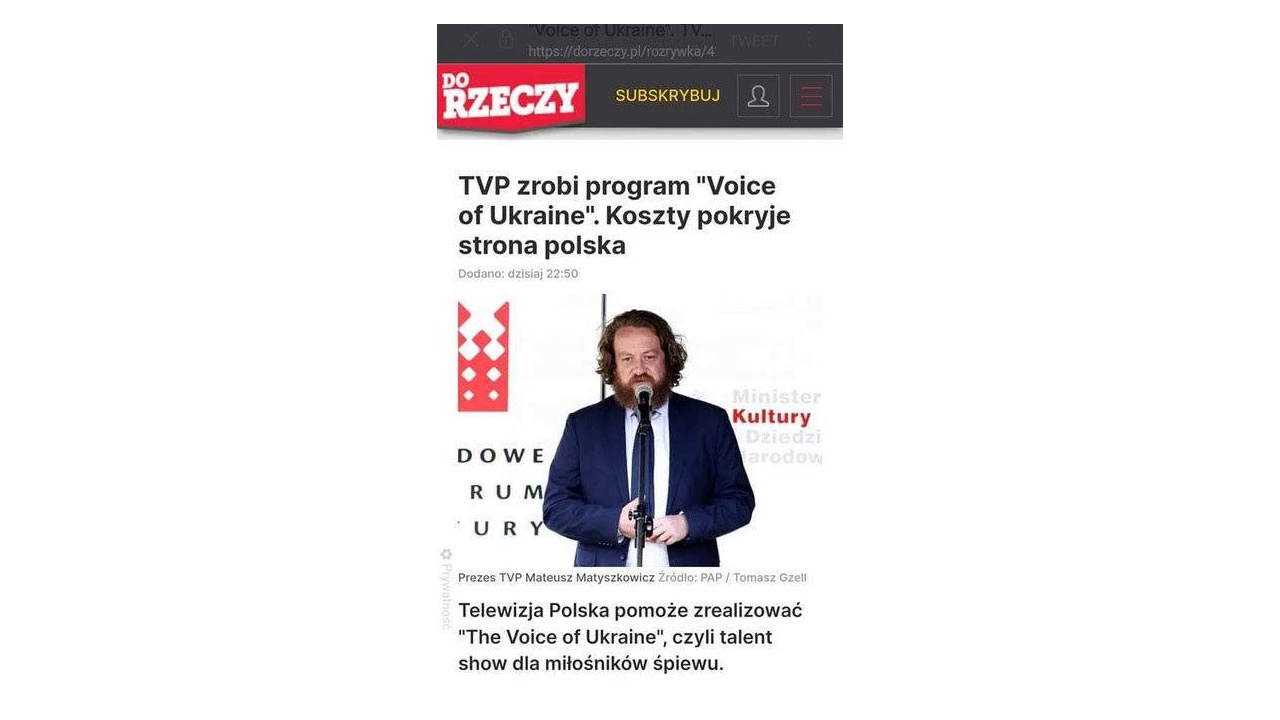 "Voice of Ukraine". TV...
https://dorzeczy.pl/rozrywka/4
TWEET
DO
RZECZY
SUBSKRYBUJ
TVP zrobi program "Voice
of Ukraine". Koszty pokryje
strona polska
Dodano: dzisiaj 22:50
Minister
Kultury
Dziedzi
Narodow
DOWE
RUM
TURY
Prywatność
Prezes TVP Mateusz Matyszkowicz Źródło: PAP / Tomasz Gzell
Telewizja Polska pomoże zrealizować
"The Voice of Ukraine", czyli talent
show dla miłośników śpiewu.